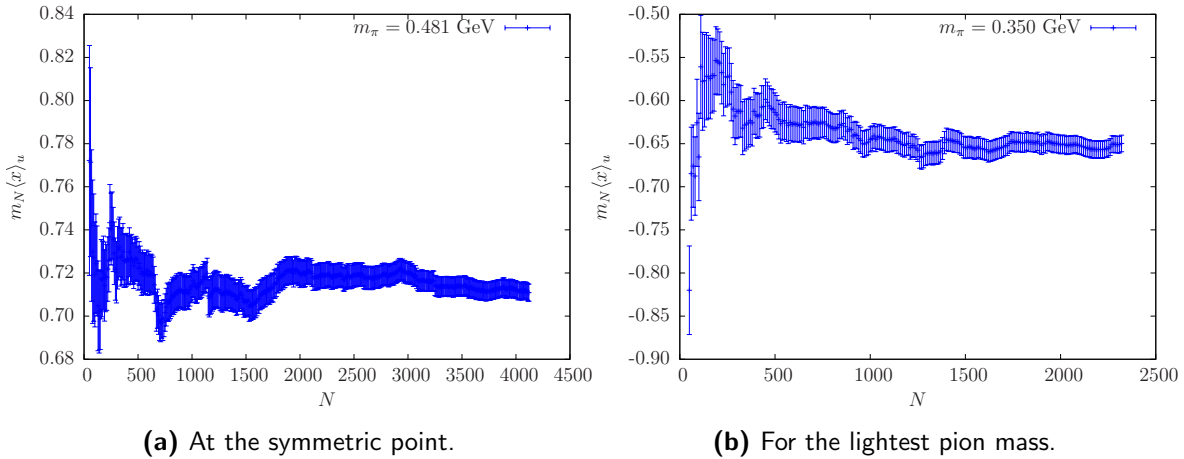 0.84
0.82
0.80
0.78
0.76
0.74
0.72
0.70
0.68
m_N⟨x⟩_u
m_π = 0.481 GeV
0 500 1000 1500 2000 2500 3000 3500 4000 4500
N
(a) At the symmetric point.
-0.50
-0.55
-0.60
-0.65
-0.70
-0.75
-0.80
-0.85
-0.90
m_N⟨x⟩_u
m_π = 0.350 GeV
0 500 1000 1500 2000 2500
N
(b) For the lightest pion mass.